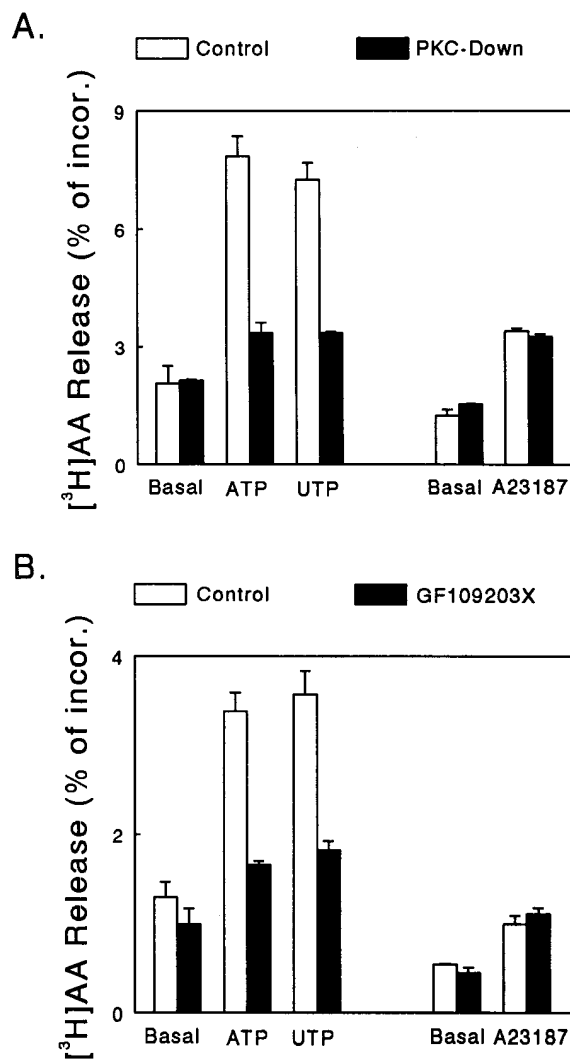 A.
Control PKC-Down
[³H]AA Release (% of incor.)
9
6
3
0
Basal ATP UTP Basal A23187
B.
Control GF109203X
[³H]AA Release (% of incor.)
4
2
0
Basal ATP UTP Basal A23187